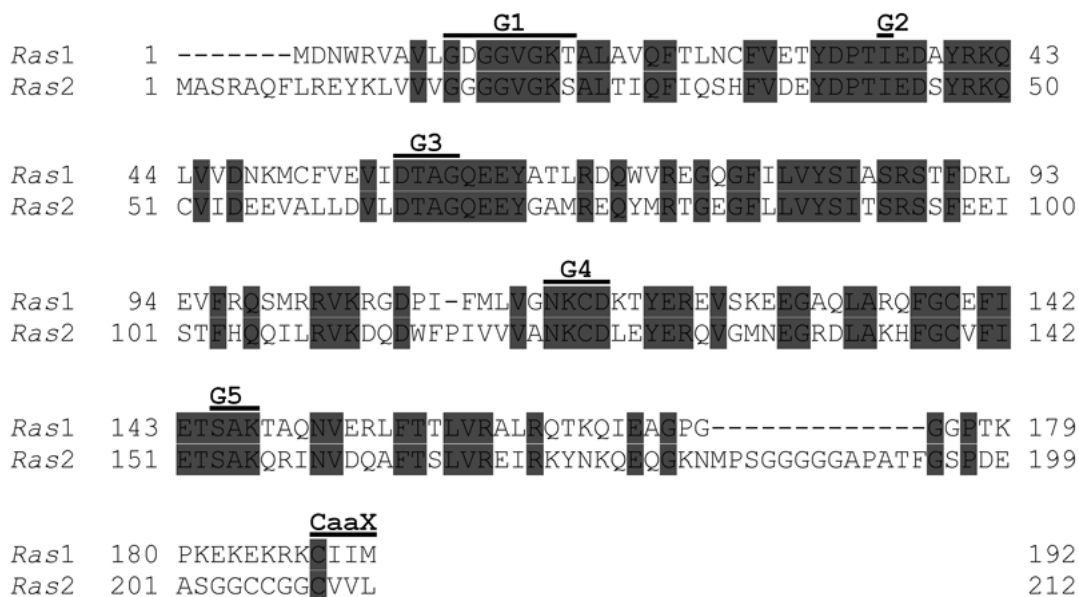 G1 G2
Ras1 1 -------MDNWRVAVLGDGGVGKTALAVQFTLNCFVETYDPTIEDAYRKQ 43
Ras2 1 MASRAQFLREYKLVVVGGGGVGKSALTIQFIQSHFVDEYDPTIEDSYRKQ 50
G3
Ras1 44 LVVDNKMCFVEVIDTAGQEEYATLRDQWVREGQGFILVYSIASRSTFDRL 93
Ras2 51 CVIDEEVALLDVLDTAGQEEYGAMREQYMRTGEGFLLVYSITSRSSFEEI 100
G4
Ras1 94 EVFRQSMRRVKRGDPI-FMLVGNKCDKTYEREVSKEEGAQLARQFGCEFI 142
Ras2 101 STFHQQILRVKDQDWFPIVVVANKCDLEYERQVGMNEGRDLAKHFGCVFI 142
G5
Ras1 143 ETSAKTAQNVERLFTTLVRALRQTKQIEAGPG-------------GGPTK 179
Ras2 151 ETSAKQRINVDQAFTSLVREIRKYNKQEQGKNMPSGGGGGAPATFGSPDE 199
CaaX
Ras1 180 PKEKEKRKCIIM 192
Ras2 201 ASGGCCGGCVVL 212